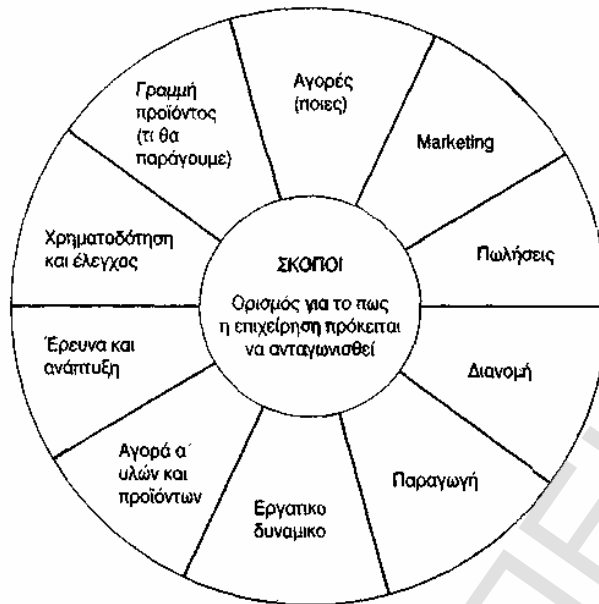 Αγορές
(ποιες)
Marketing
Πωλήσεις
Διανομή
Παραγωγή
Εργατικο
δυναμικο
Αγορά α΄
υλών και
προϊόντων
Έρευνα και
ανάπτυξη
Χρηματοδότηση
και έλεγχος
Γραμμή
προϊόντος
(τι θα
παράγουμε)
ΣΚΟΠΟΙ
Ορισμός για το πως
η επιχείρηση πρόκειται
να ανταγωνισθεί